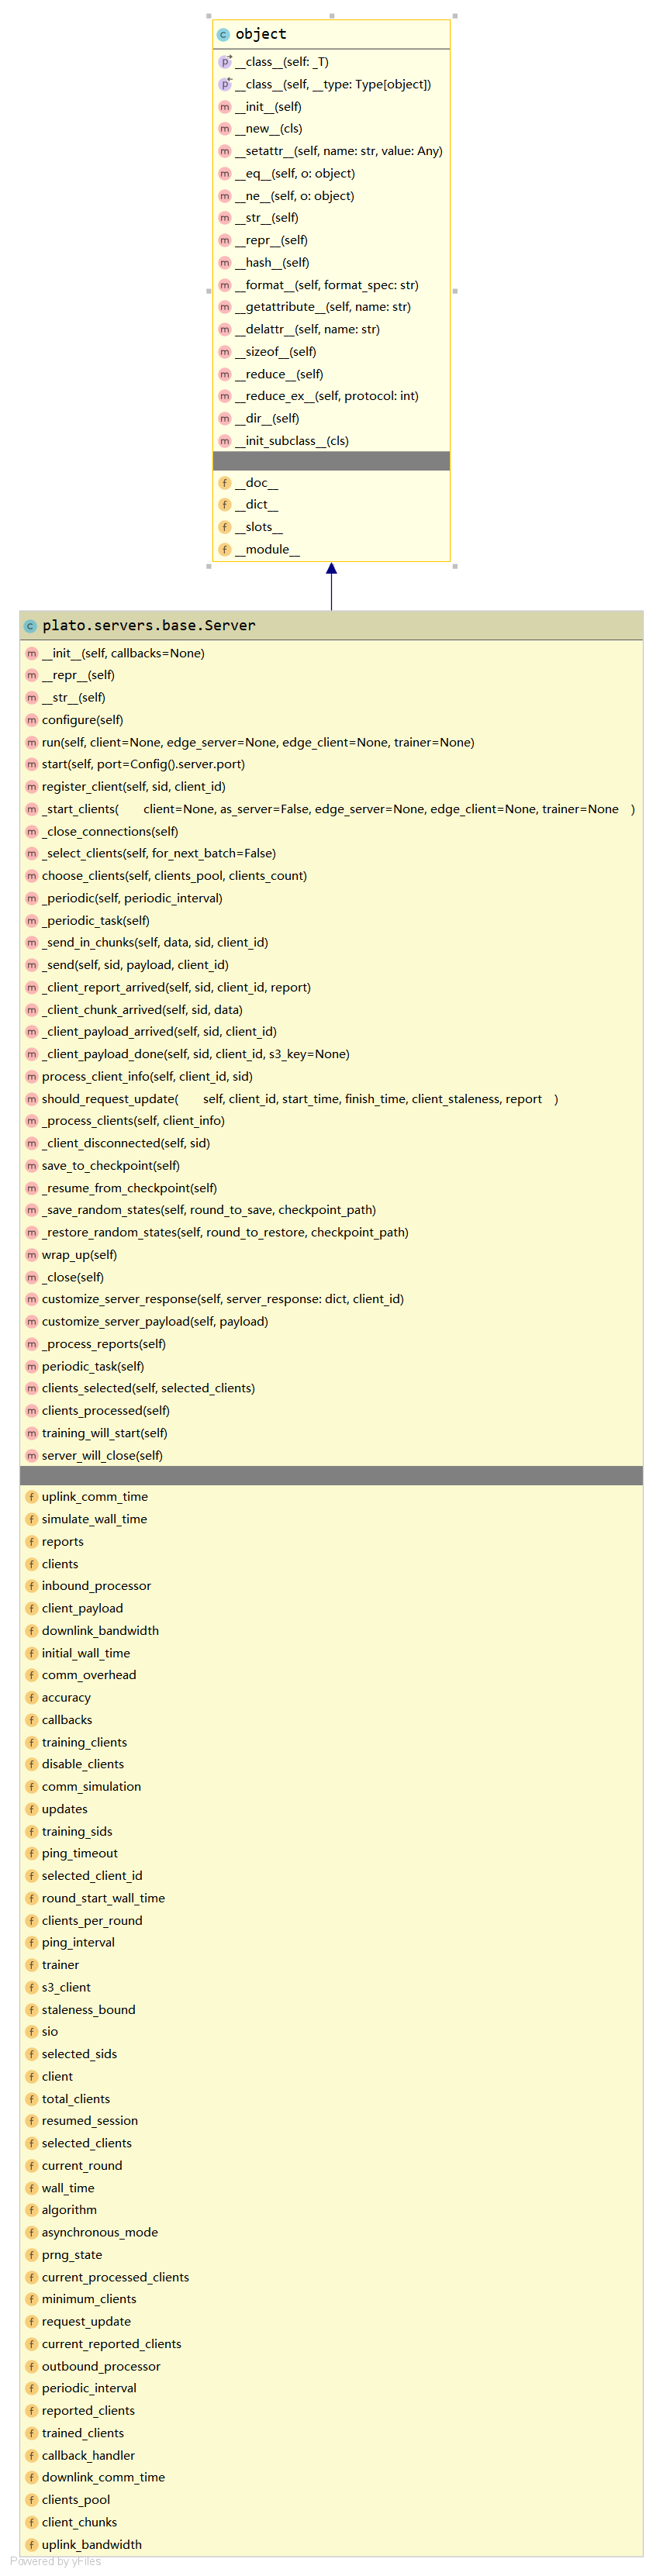 object
__class__(self: _T)
__class__(self, __type: Type[object])
__init__(self)
__new__(cls)
__setattr__(self, name: str, value: Any)
__eq__(self, o: object)
__ne__(self, o: object)
__str__(self)
__repr__(self)
__hash__(self)
__format__(self, format_spec: str)
__getattribute__(self, name: str)
__delattr__(self, name: str)
__sizeof__(self)
__reduce__(self)
__reduce_ex__(self, protocol: int)
__dir__(self)
__init_subclass__(cls)
__doc__
__dict__
__slots__
__module__
plato.servers.base.Server
__init__(self, callbacks=None)
__repr__(self)
__str__(self)
configure(self)
run(self, client=None, edge_server=None, edge_client=None, trainer=None)
start(self, port=Config().server.port)
register_client(self, sid, client_id)
_start_clients( client=None, as_server=False, edge_server=None, edge_client=None, trainer=None )
_close_connections(self)
_select_clients(self, for_next_batch=False)
choose_clients(self, clients_pool, clients_count)
_periodic(self, periodic_interval)
_periodic_task(self)
_send_in_chunks(self, data, sid, client_id)
_send(self, sid, payload, client_id)
_client_report_arrived(self, sid, client_id, report)
_client_chunk_arrived(self, sid, data)
_client_payload_arrived(self, sid, client_id)
_client_payload_done(self, sid, client_id, s3_key=None)
process_client_info(self, client_id, sid)
should_request_update( self, client_id, start_time, finish_time, client_staleness, report )
_process_clients(self, client_info)
_client_disconnected(self, sid)
save_to_checkpoint(self)
_resume_from_checkpoint(self)
_save_random_states(self, round_to_save, checkpoint_path)
_restore_random_states(self, round_to_restore, checkpoint_path)
wrap_up(self)
_close(self)
customize_server_response(self, server_response: dict, client_id)
customize_server_payload(self, payload)
_process_reports(self)
periodic_task(self)
clients_selected(self, selected_clients)
clients_processed(self)
training_will_start(self)
server_will_close(self)
uplink_comm_time
simulate_wall_time
reports
clients
inbound_processor
client_payload
downlink_bandwidth
initial_wall_time
comm_overhead
accuracy
callbacks
training_clients
disable_clients
comm_simulation
updates
training_sids
ping_timeout
selected_client_id
round_start_wall_time
clients_per_round
ping_interval
trainer
s3_client
staleness_bound
sio
selected_sids
client
total_clients
resumed_session
selected_clients
current_round
wall_time
algorithm
asynchronous_mode
prng_state
current_processed_clients
minimum_clients
request_update
current_reported_clients
outbound_processor
periodic_interval
reported_clients
trained_clients
callback_handler
downlink_comm_time
clients_pool
client_chunks
uplink_bandwidth
Powered by yFiles